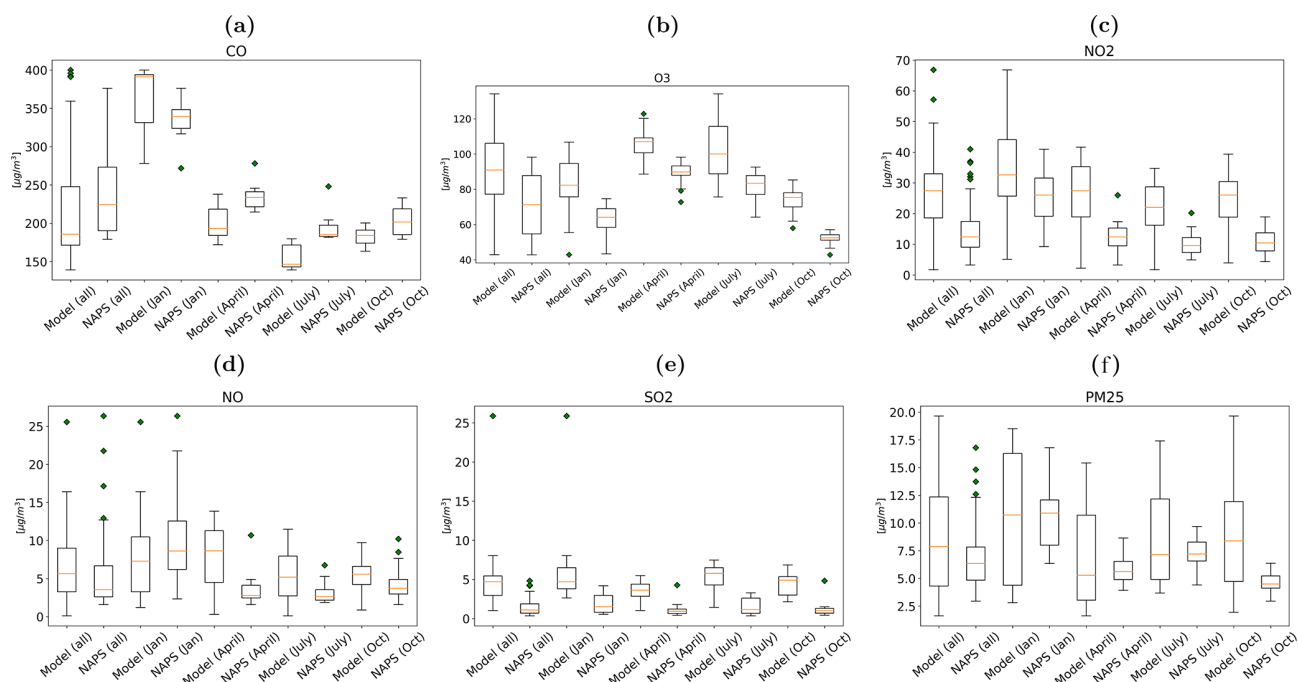 (a)
CO
[μg/m³]
400
350
300
250
200
150
Model (all)
NAPS (all)
Model (Jan)
NAPS (Jan)
Model (April)
NAPS (April)
Model (July)
NAPS (July)
Model (Oct)
NAPS (Oct)
(b)
O3
[μg/m³]
120
100
80
60
40
Model (all)
NAPS (all)
Model (Jan)
NAPS (Jan)
Model (April)
NAPS (April)
Model (July)
NAPS (July)
Model (Oct)
NAPS (Oct)
(c)
NO2
[μg/m³]
70
60
50
40
30
20
10
0
Model (all)
NAPS (all)
Model (Jan)
NAPS (Jan)
Model (April)
NAPS (April)
Model (July)
NAPS (July)
Model (Oct)
NAPS (Oct)
(d)
NO
[μg/m³]
25
20
15
10
5
0
Model (all)
NAPS (all)
Model (Jan)
NAPS (Jan)
Model (April)
NAPS (April)
Model (July)
NAPS (July)
Model (Oct)
NAPS (Oct)
(e)
SO2
[μg/m³]
25
20
15
10
5
0
Model (all)
NAPS (all)
Model (Jan)
NAPS (Jan)
Model (April)
NAPS (April)
Model (July)
NAPS (July)
Model (Oct)
NAPS (Oct)
(f)
PM25
[μg/m³]
20.0
17.5
15.0
12.5
10.0
7.5
5.0
2.5
Model (all)
NAPS (all)
Model (Jan)
NAPS (Jan)
Model (April)
NAPS (April)
Model (July)
NAPS (July)
Model (Oct)
NAPS (Oct)